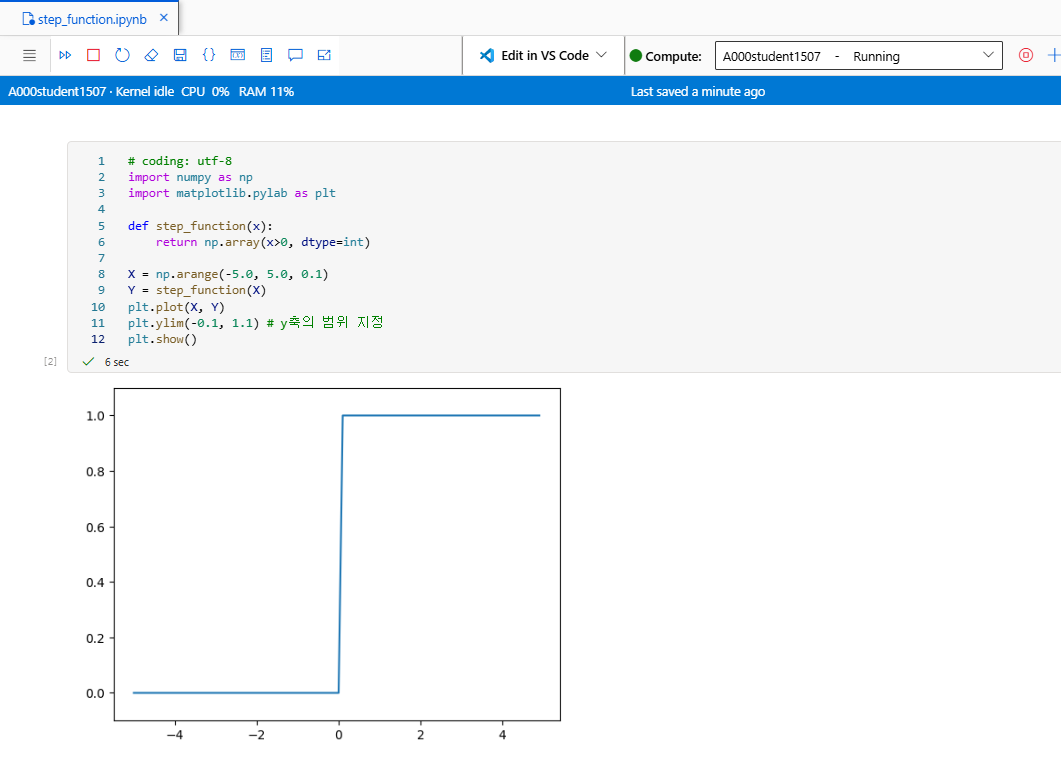 step_function.ipynb ×
Edit in VS Code
Compute: A000student1507 - Running
A000student1507 · Kernel idle CPU 0% RAM 11%
Last saved a minute ago
1 # coding: utf-8
2 import numpy as np
3 import matplotlib.pylab as plt
4
5 def step_function(x):
6 return np.array(x>0, dtype=int)
7
8 X = np.arange(-5.0, 5.0, 0.1)
9 Y = step_function(X)
10 plt.plot(X, Y)
11 plt.ylim(-0.1, 1.1) # y축의 범위 지정
12 plt.show()
[2] ✓ 6 sec
1.0
0.8
0.6
0.4
0.2
0.0
−4 −2 0 2 4